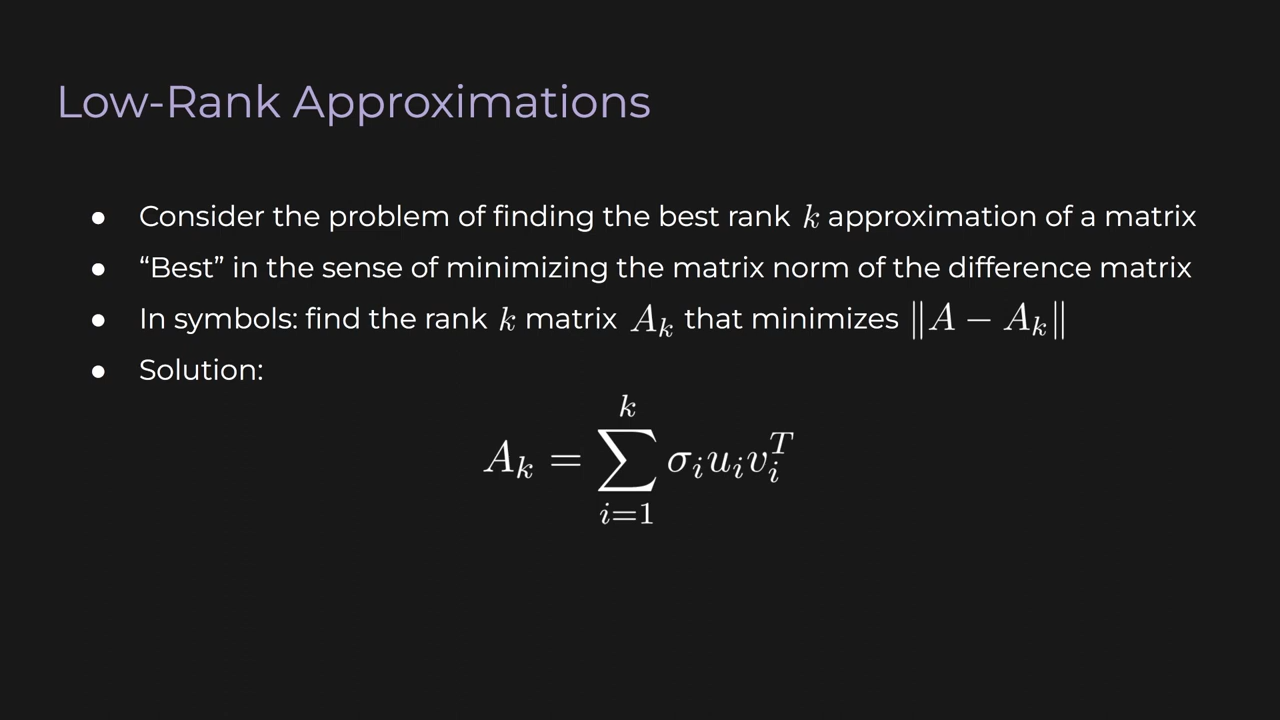 Low-Rank Approximations
● Consider the problem of finding the best rank $k$ approximation of a matrix
● “Best” in the sense of minimizing the matrix norm of the difference matrix
● In symbols: find the rank $k$ matrix $A_k$ that minimizes $\|A - A_k\|$
● Solution:
$A_k = \sum_{i=1}^{k} \sigma_i u_i v_i^T$